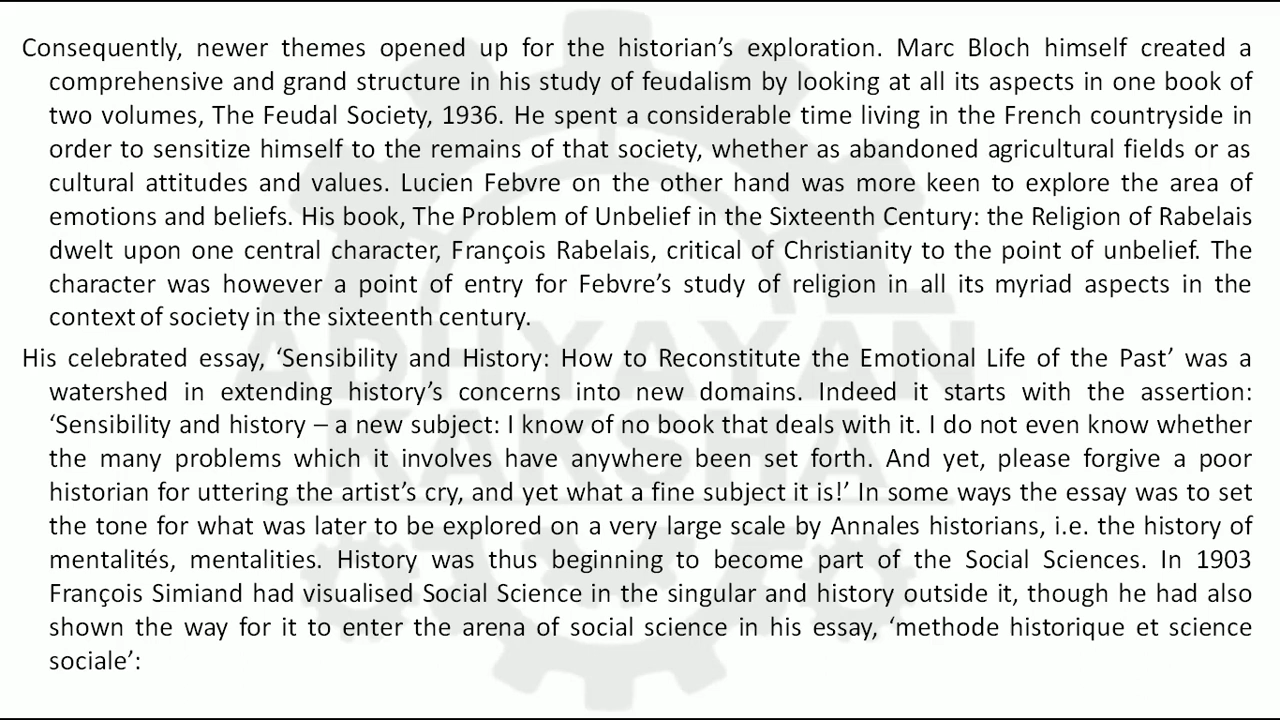 Consequently, newer themes opened up for the historian's exploration. Marc Bloch himself created a
comprehensive and grand structure in his study of feudalism by looking at all its aspects in one book of
two volumes, The Feudal Society, 1936. He spent a considerable time living in the French countryside in
order to sensitize himself to the remains of that society, whether as abandoned agricultural fields or as
cultural attitudes and values. Lucien Febvre on the other hand was more keen to explore the area of
emotions and beliefs. His book, The Problem of Unbelief in the Sixteenth Century: the Religion of Rabelais
dwelt upon one central character, François Rabelais, critical of Christianity to the point of unbelief. The
character was however a point of entry for Febvre's study of religion in all its myriad aspects in the
context of society in the sixteenth century.
His celebrated essay, ‘Sensibility and History: How to Reconstitute the Emotional Life of the Past’ was a
watershed in extending history's concerns into new domains. Indeed it starts with the assertion:
‘Sensibility and history – a new subject: I know of no book that deals with it. I do not even know whether
the many problems which it involves have anywhere been set forth. And yet, please forgive a poor
historian for uttering the artist's cry, and yet what a fine subject it is!’ In some ways the essay was to set
the tone for what was later to be explored on a very large scale by Annales historians, i.e. the history of
mentalités, mentalities. History was thus beginning to become part of the Social Sciences. In 1903
François Simiand had visualised Social Science in the singular and history outside it, though he had also
shown the way for it to enter the arena of social science in his essay, ‘methode historique et science
sociale’:
ADHYAYAN
KAKSHA